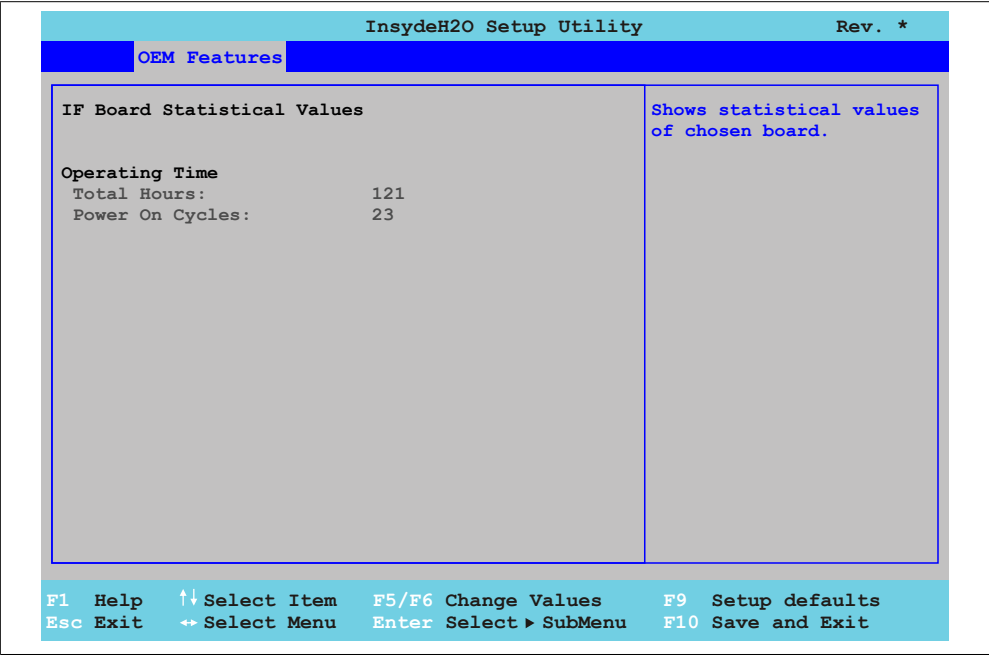 InsydeH2O Setup Utility Rev. *
OEM Features
IF Board Statistical Values
Shows statistical values
of chosen board.
Operating Time
Total Hours: 121
Power On Cycles: 23
F1 Help ↑↓ Select Item F5/F6 Change Values F9 Setup defaults
Esc Exit ↔ Select Menu Enter Select ▶ SubMenu F10 Save and Exit